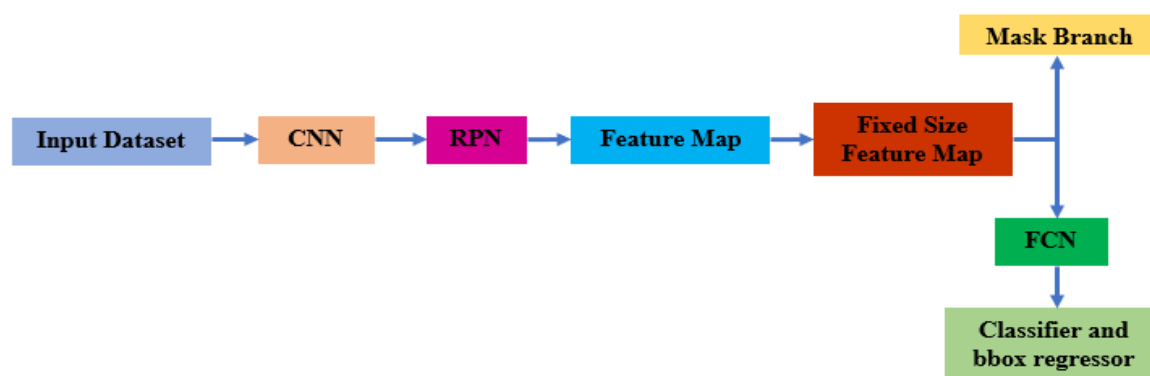 Mask Branch
Input Dataset
CNN
RPN
Feature Map
Fixed Size
Feature Map
FCN
Classifier and
bbox regressor